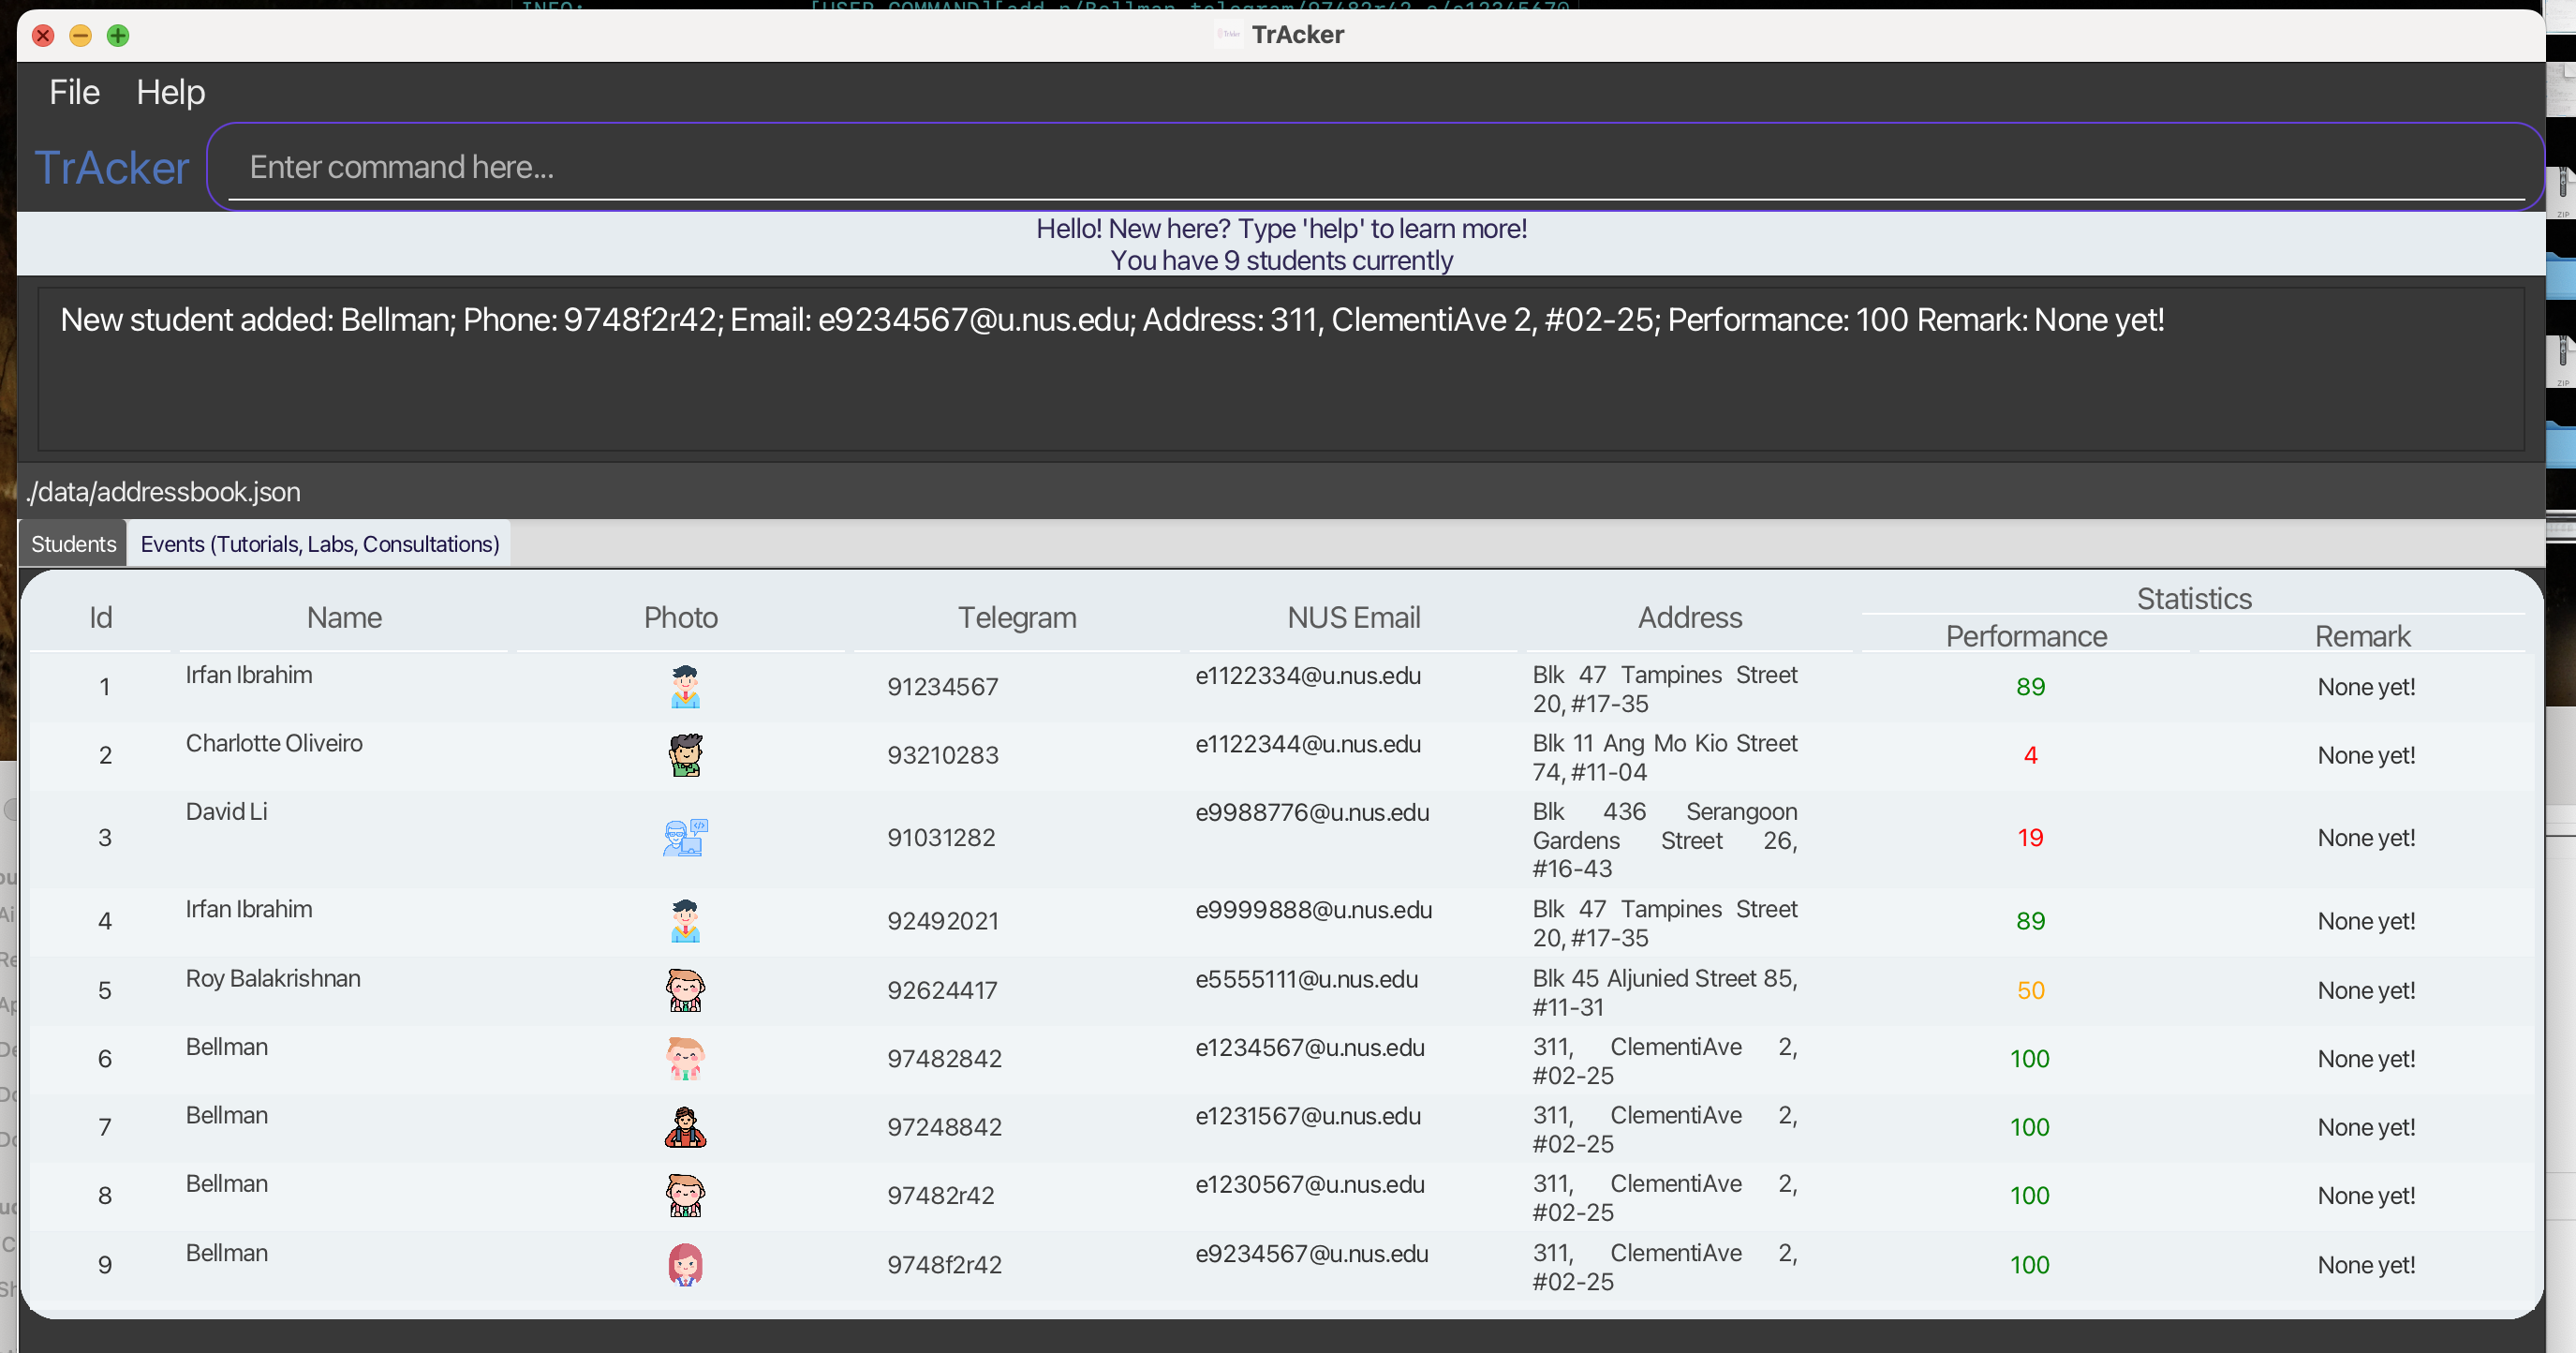 TrAcker
File Help
TrAcker Enter command here...
Hello! New here? Type 'help' to learn more!
You have 9 students currently
New student added: Bellman; Phone: 9748f2r42; Email: e9234567@u.nus.edu; Address: 311, ClementiAve 2, #02-25; Performance: 100 Remark: None yet!
./data/addressbook.json
Students Events (Tutorials, Labs, Consultations)
Statistics
Id Name Photo Telegram NUS Email Address Performance Remark
1 Irfan Ibrahim 91234567 e1122334@u.nus.edu Blk 47 Tampines Street
20, #17-35 89 None yet!
2 Charlotte Oliveiro 93210283 e1122344@u.nus.edu Blk 11 Ang Mo Kio Street
74, #11-04 4 None yet!
3 David Li 91031282 e9988776@u.nus.edu Blk 436 Serangoon
Gardens Street 26,
#16-43 19 None yet!
4 Irfan Ibrahim 92492021 e9999888@u.nus.edu Blk 47 Tampines Street
20, #17-35 89 None yet!
5 Roy Balakrishnan 92624417 e5555111@u.nus.edu Blk 45 Aljunied Street 85,
#11-31 50 None yet!
6 Bellman 97482842 e1234567@u.nus.edu 311, ClementiAve 2,
#02-25 100 None yet!
7 Bellman 97248842 e1231567@u.nus.edu 311, ClementiAve 2,
#02-25 100 None yet!
8 Bellman 97482r42 e1230567@u.nus.edu 311, ClementiAve 2,
#02-25 100 None yet!
9 Bellman 9748f2r42 e9234567@u.nus.edu 311, ClementiAve 2,
#02-25 100 None yet!